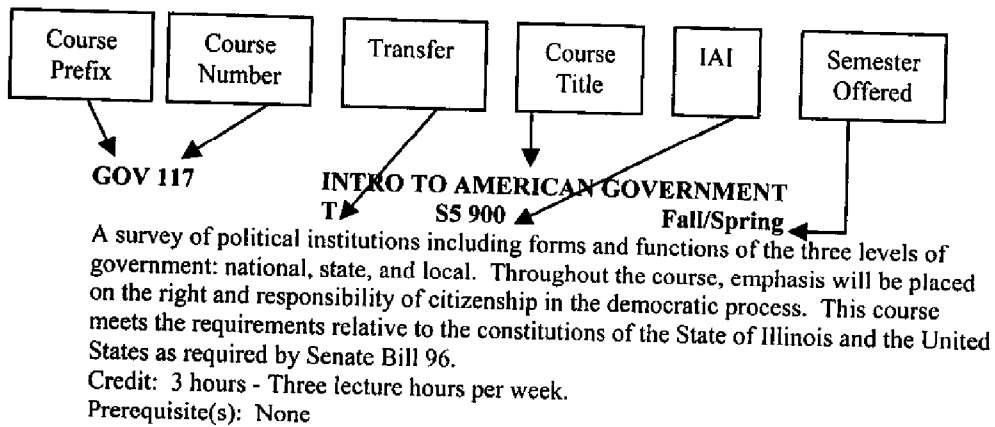 Course Prefix
Course Number
Transfer
Course Title
IAI
Semester Offered
GOV 117
INTRO TO AMERICAN GOVERNMENT
T S5 900 Fall/Spring
A survey of political institutions including forms and functions of the three levels of
government: national, state, and local. Throughout the course, emphasis will be placed
on the right and responsibility of citizenship in the democratic process. This course
meets the requirements relative to the constitutions of the State of Illinois and the United
States as required by Senate Bill 96.
Credit: 3 hours - Three lecture hours per week.
Prerequisite(s): None